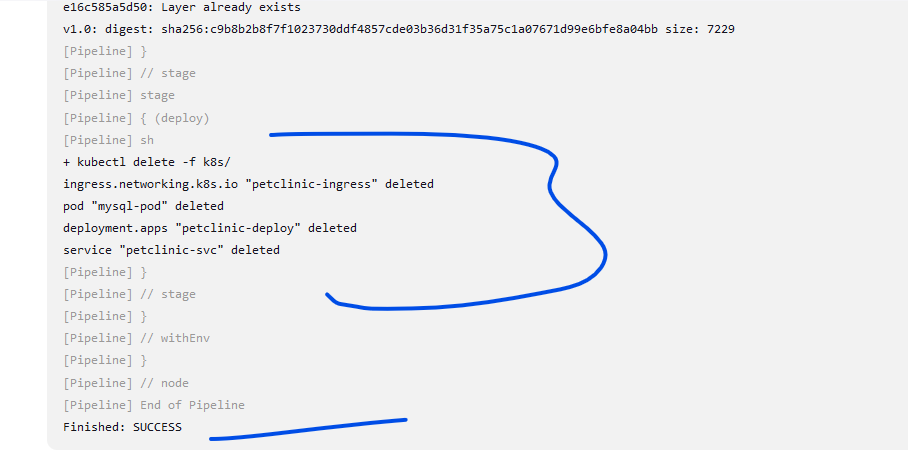 e16c585a5d50: Layer already exists
v1.0: digest: sha256:c9b8b2b8f7f1023730ddf4857cde03b36d31f35a75c1a07671d99e6bfe8a04bb size: 7229
[Pipeline] }
[Pipeline] // stage
[Pipeline] stage
[Pipeline] { (deploy)
[Pipeline] sh
+ kubectl delete -f k8s/
ingress.networking.k8s.io "petclinic-ingress" deleted
pod "mysql-pod" deleted
deployment.apps "petclinic-deploy" deleted
service "petclinic-svc" deleted
[Pipeline] }
[Pipeline] // stage
[Pipeline] }
[Pipeline] // withEnv
[Pipeline] }
[Pipeline] // node
[Pipeline] End of Pipeline
Finished: SUCCESS